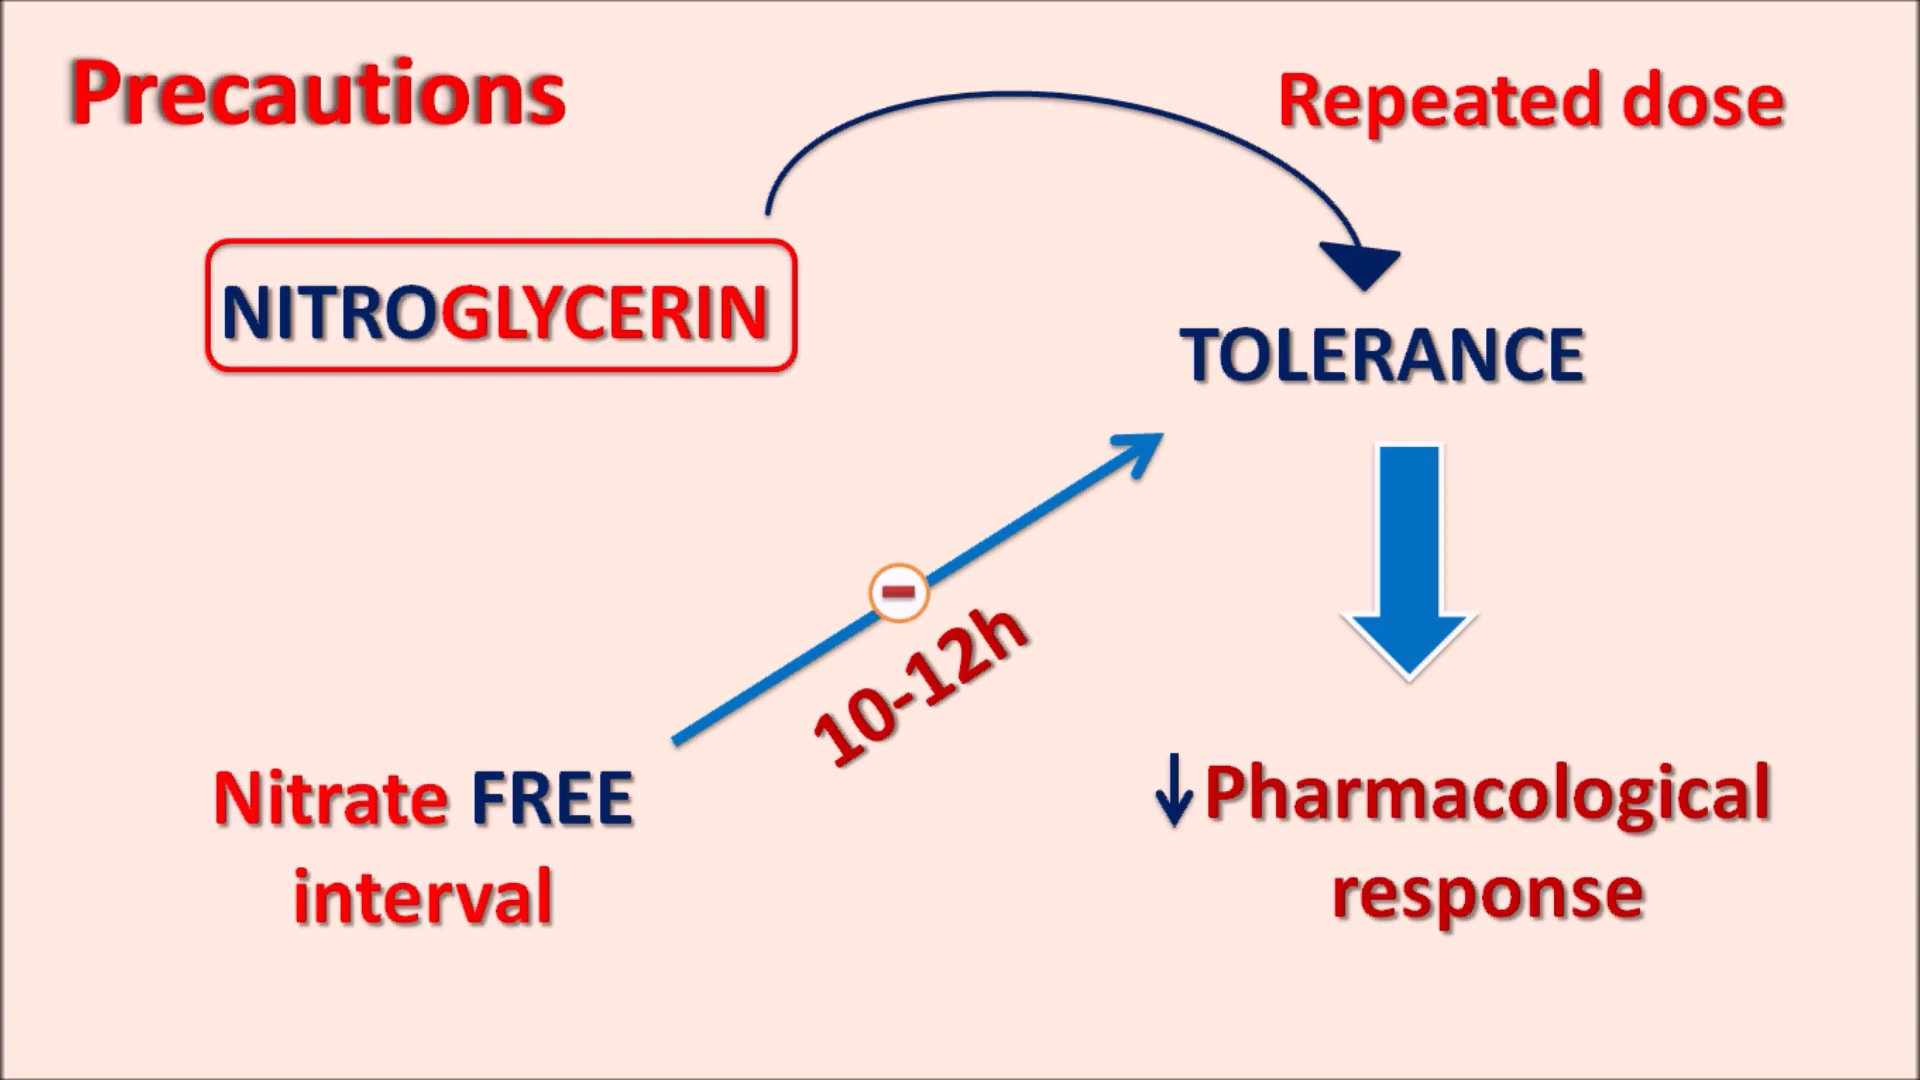 Precautions
Repeated dose
NITROGLYCERIN
TOLERANCE
10-12h
Nitrate FREE
interval
↓Pharmacological
response